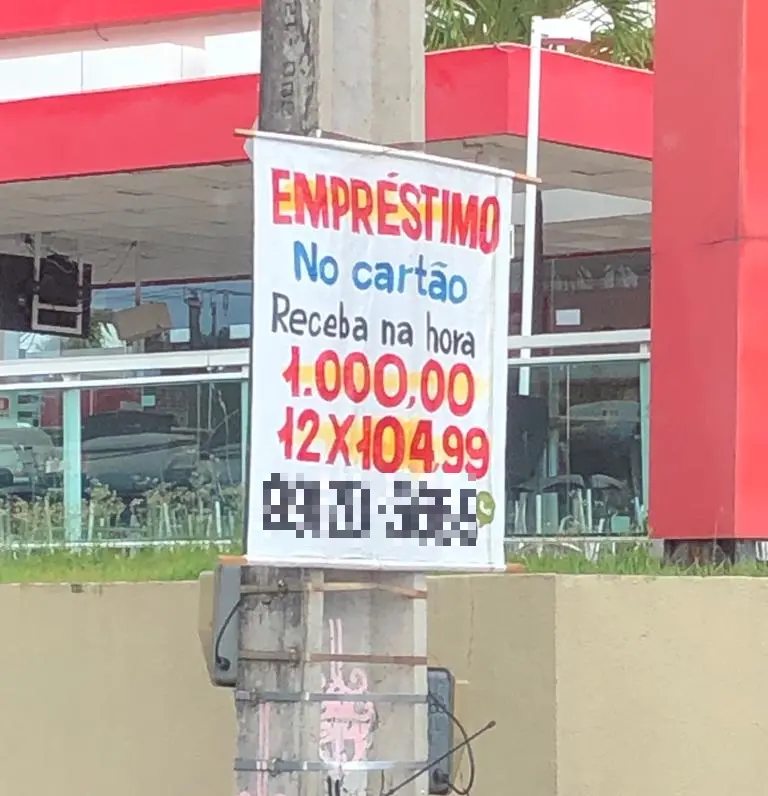 EMPRÉSTIMO
No cartão
Receba na hora
1.000,00
12X104,99